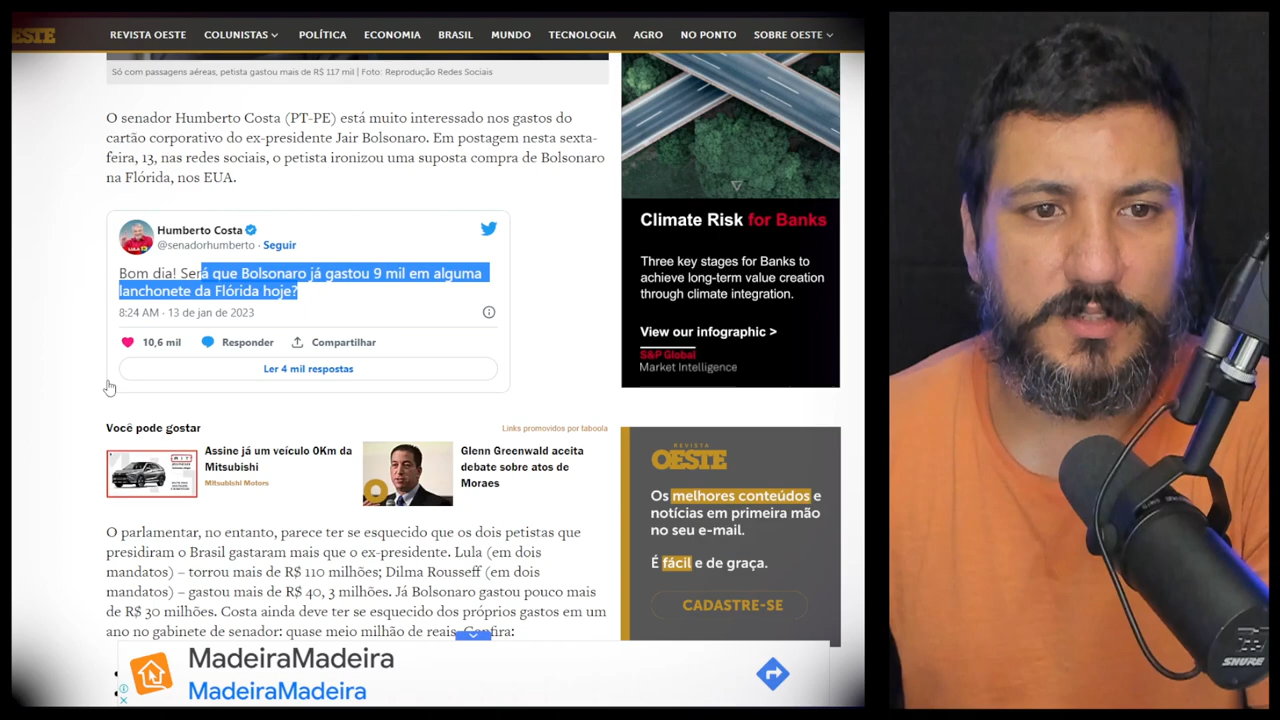 OESTE
REVISTA OESTE
COLUNISTAS
POLÍTICA
ECONOMIA
BRASIL
MUNDO
TECNOLOGIA
AGRO
NO PONTO
SOBRE OESTE
Só com passagens aéreas, petista gastou mais de R$ 117 mil | Foto: Reprodução Redes Sociais
O senador Humberto Costa (PT-PE) está muito interessado nos gastos do
cartão corporativo do ex-presidente Jair Bolsonaro. Em postagem nesta sexta-
feira, 13, nas redes sociais, o petista ironizou uma suposta compra de Bolsonaro
na Flórida, nos EUA.
Humberto Costa
@senadorhumberto · Seguir
Bom dia! Será que Bolsonaro já gastou 9 mil em alguma
lanchonete da Flórida hoje?
8:24 AM · 13 de jan de 2023
10,6 mil
Responder
Compartilhar
Ler 4 mil respostas
Você pode gostar
Links promovidos por taboola
Assine já um veículo 0Km da
Mitsubishi
Mitsubishi Motors
Glenn Greenwald aceita
debate sobre atos de
Moraes
O parlamentar, no entanto, parece ter se esquecido que os dois petistas que
presidiram o Brasil gastaram mais que o ex-presidente. Lula (em dois
mandatos) – torrou mais de R$ 110 milhões; Dilma Rousseff (em dois
mandatos) – gastou mais de R$ 40, 3 milhões. Já Bolsonaro gastou pouco mais
de R$ 30 milhões. Costa ainda deve ter se esquecido dos próprios gastos em um
ano no gabinete de senador: quase meio milhão de reais. Confira:
Climate Risk for Banks
Three key stages for Banks to
achieve long-term value creation
through climate integration.
View our infographic >
S&P Global
Market Intelligence
REVISTA
OESTE
Os melhores conteúdos e
notícias em primeira mão
no seu e-mail.
É fácil e de graça.
CADASTRE-SE
MadeiraMadeira
MadeiraMadeira
SHURE